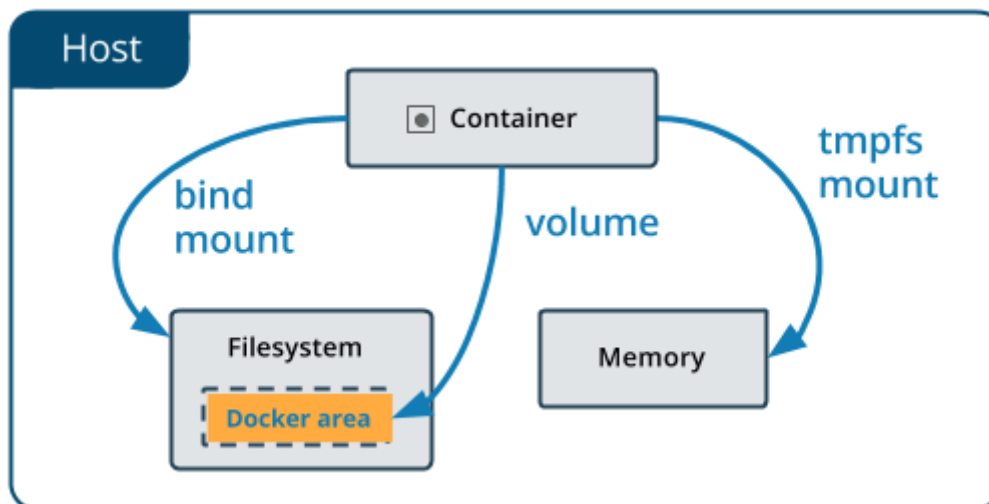 Host
Container
bind
mount
volume
tmpfs
mount
Filesystem
Docker area
Memory